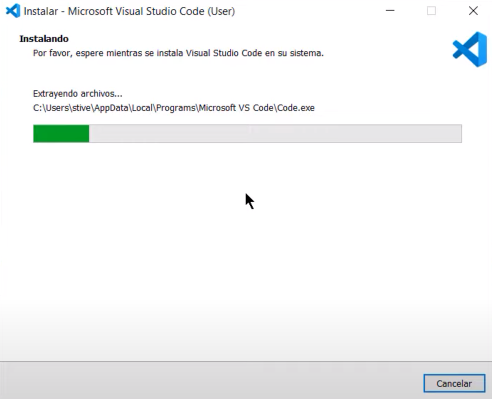 Instalar - Microsoft Visual Studio Code (User)
Instalando
Por favor, espere mientras se instala Visual Studio Code en su sistema.
Extrayendo archivos...
C:\Users\stive\AppData\Local\Programs\Microsoft VS Code\Code.exe
Cancelar